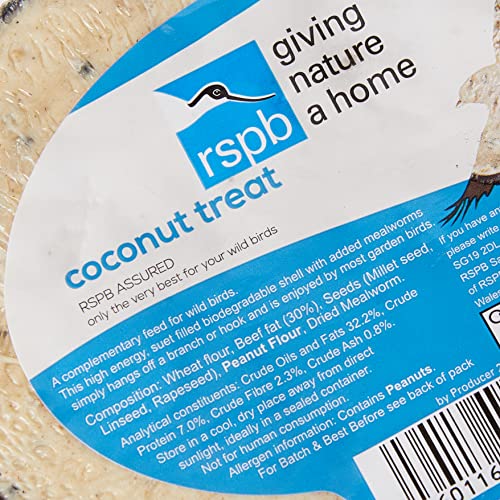 giving
nature
a home
rspb
coconut treat
RSPB ASSURED
only the very best for your wild birds
A complementary feed for wild birds.
This high energy, suet filled biodegradable shell with added mealworms
simply hangs off a branch or hook and is enjoyed by most garden birds.
Composition: Wheat flour, Beef fat (30%), Seeds (Millet seed,
Linseed, Rapeseed), Peanut Flour, Dried Mealworm.
Analytical constituents: Crude Oils and Fats 32.2%, Crude
Protein 7.0%, Crude Fibre 2.3%, Crude Ash 0.8%.
Store in a cool, dry place away from direct
sunlight, ideally in a sealed container.
Not for human consumption.
Allergen information: Contains Peanuts.
For Batch & Best Before see back of pack
by Producer
If you have any
please write
SG19 2DL
RSPB Sa
of RSP
Wale